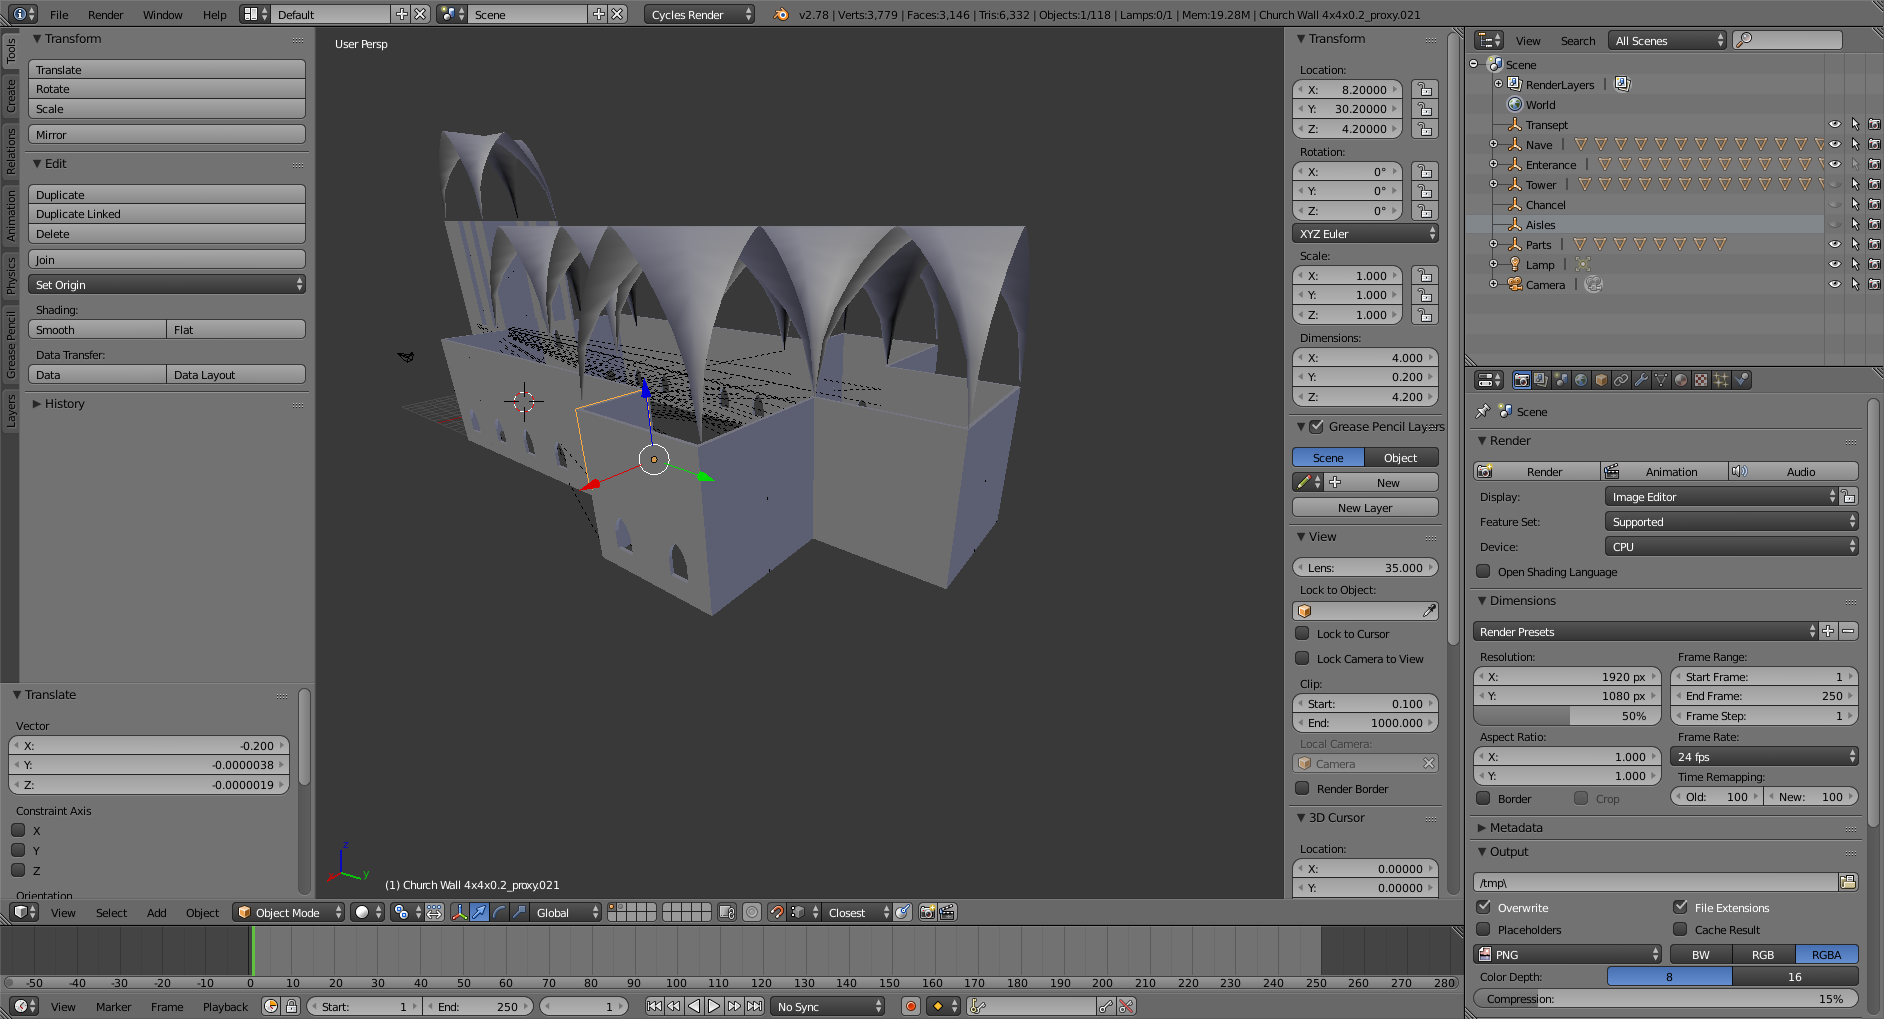 File Render Window Help Default Scene Cycles Render v2.78 | Verts:3,779 | Faces:3,146 | Tris:6,332 | Objects:1/118 | Lamps:0/1 | Mem:19.28M | Church Wall 4x4x0.2_proxy.021
Tools
Create
Relations
Animation
Physics
Grease Pencil
Layers
Transform
Translate
Rotate
Scale
Mirror
Edit
Duplicate
Duplicate Linked
Delete
Join
Set Origin
Shading:
Smooth Flat
Data Transfer:
Data Data Layout
History
Translate
Vector
X: -0.200
Y: -0.0000038
Z: -0.0000019
Constraint Axis
X
Y
Z
Orientation
User Persp
z
y
(1) Church Wall 4x4x0.2_proxy.021
Transform
Location:
X: 8.20000
Y: 30.20000
Z: 4.20000
Rotation:
X: 0°
Y: 0°
Z: 0°
XYZ Euler
Scale:
X: 1.000
Y: 1.000
Z: 1.000
Dimensions:
X: 4.000
Y: 0.200
Z: 4.200
Grease Pencil Layers
Scene Object
New
New Layer
View
Lens: 35.000
Lock to Object:
Lock to Cursor
Lock Camera to View
Clip:
Start: 0.100
End: 1000.000
Local Camera:
Camera
Render Border
3D Cursor
Location:
X: 0.00000
Y: 0.00000
View Search All Scenes
Scene
RenderLayers |
World
Transept
Nave |
Enterance |
Tower |
Chancel
Aisles
Parts |
Lamp |
Camera |
Scene
Render
Render Animation Audio
Display: Image Editor
Feature Set: Supported
Device: CPU
Open Shading Language
Dimensions
Render Presets
Resolution: Frame Range:
X: 1920 px Start Frame: 1
Y: 1080 px End Frame: 250
50% Frame Step: 1
Aspect Ratio: Frame Rate:
X: 1.000 24 fps
Y: 1.000 Time Remapping:
Border Crop Old: 100 New: 100
Metadata
Output
/tmp\
Overwrite File Extensions
Placeholders Cache Result
PNG BW RGB RGBA
Color Depth: 8 16
Compression: 15%
View Select Add Object Object Mode Global Closest
-50 -40 -30 -20 -10 0 10 20 30 40 50 60 70 80 90 100 110 120 130 140 150 160 170 180 190 200 210 220 230 240 250 260 270 280
View Marker Frame Playback Start: 1 End: 250 1 No Sync